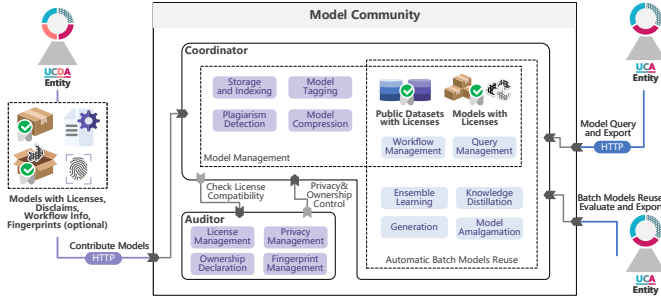 Model Community
Coordinator
UCDA
Entity
Storage
and Indexing
Model
Tagging
Plagiarism
Detection
Model
Compression
Model Management
Public Datasets
with Licenses
Models with
Licenses
Workflow
Management
Query
Management
Ensemble
Learning
Knowledge
Distillation
Generation
Model
Amalgamation
Automatic Batch Models Reuse
Models with Licenses,
Disclaims,
Workflow Info,
Fingerprints (optional)
Contribute Models
HTTP
Check License
Compatibility
Privacy&
Ownership
Control
Auditor
License
Management
Privacy
Management
Ownership
Declaration
Fingerprint
Management
UCA
Entity
Model Query
and Export
HTTP
Batch Models Reuse
Evaluate and Export
UCA
Entity